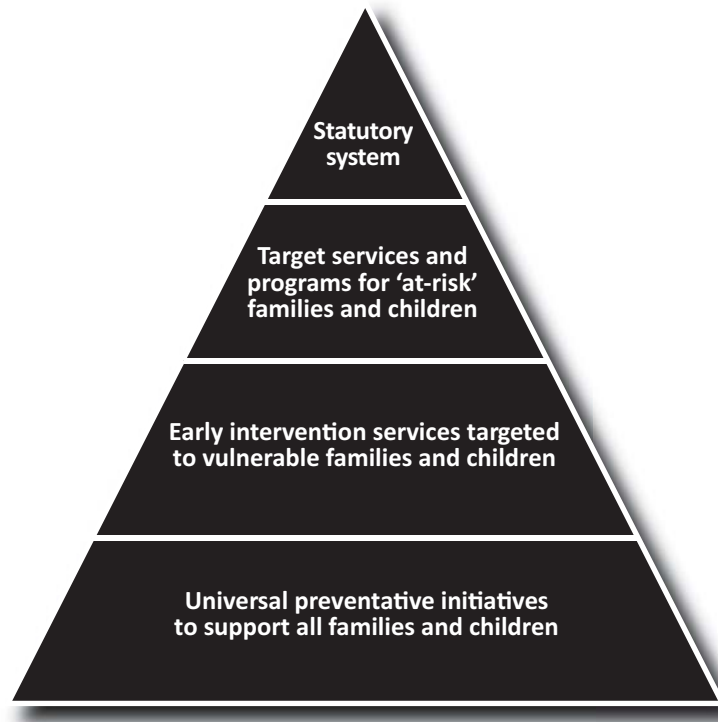 Statutory
system
Target services and
programs for ‘at-risk’
families and children
Early intervention services targeted
to vulnerable families and children
Universal preventative initiatives
to support all families and children